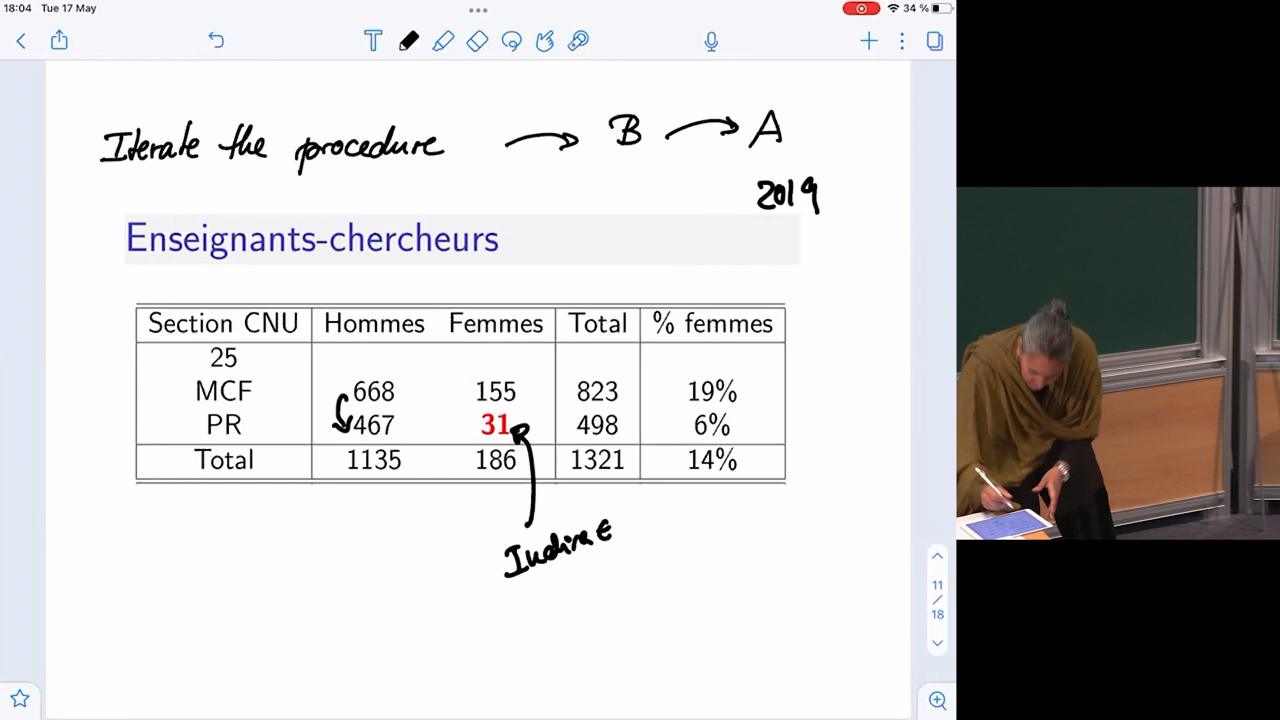 18:04 Tue 17 May 34 %
Iterate the procedure → B → A
2019
Enseignants-chercheurs
Section CNU Hommes Femmes Total % femmes
25
MCF 668 155 823 19%
PR 467 31 498 6%
Total 1135 186 1321 14%
Indira ∈
11
/
18